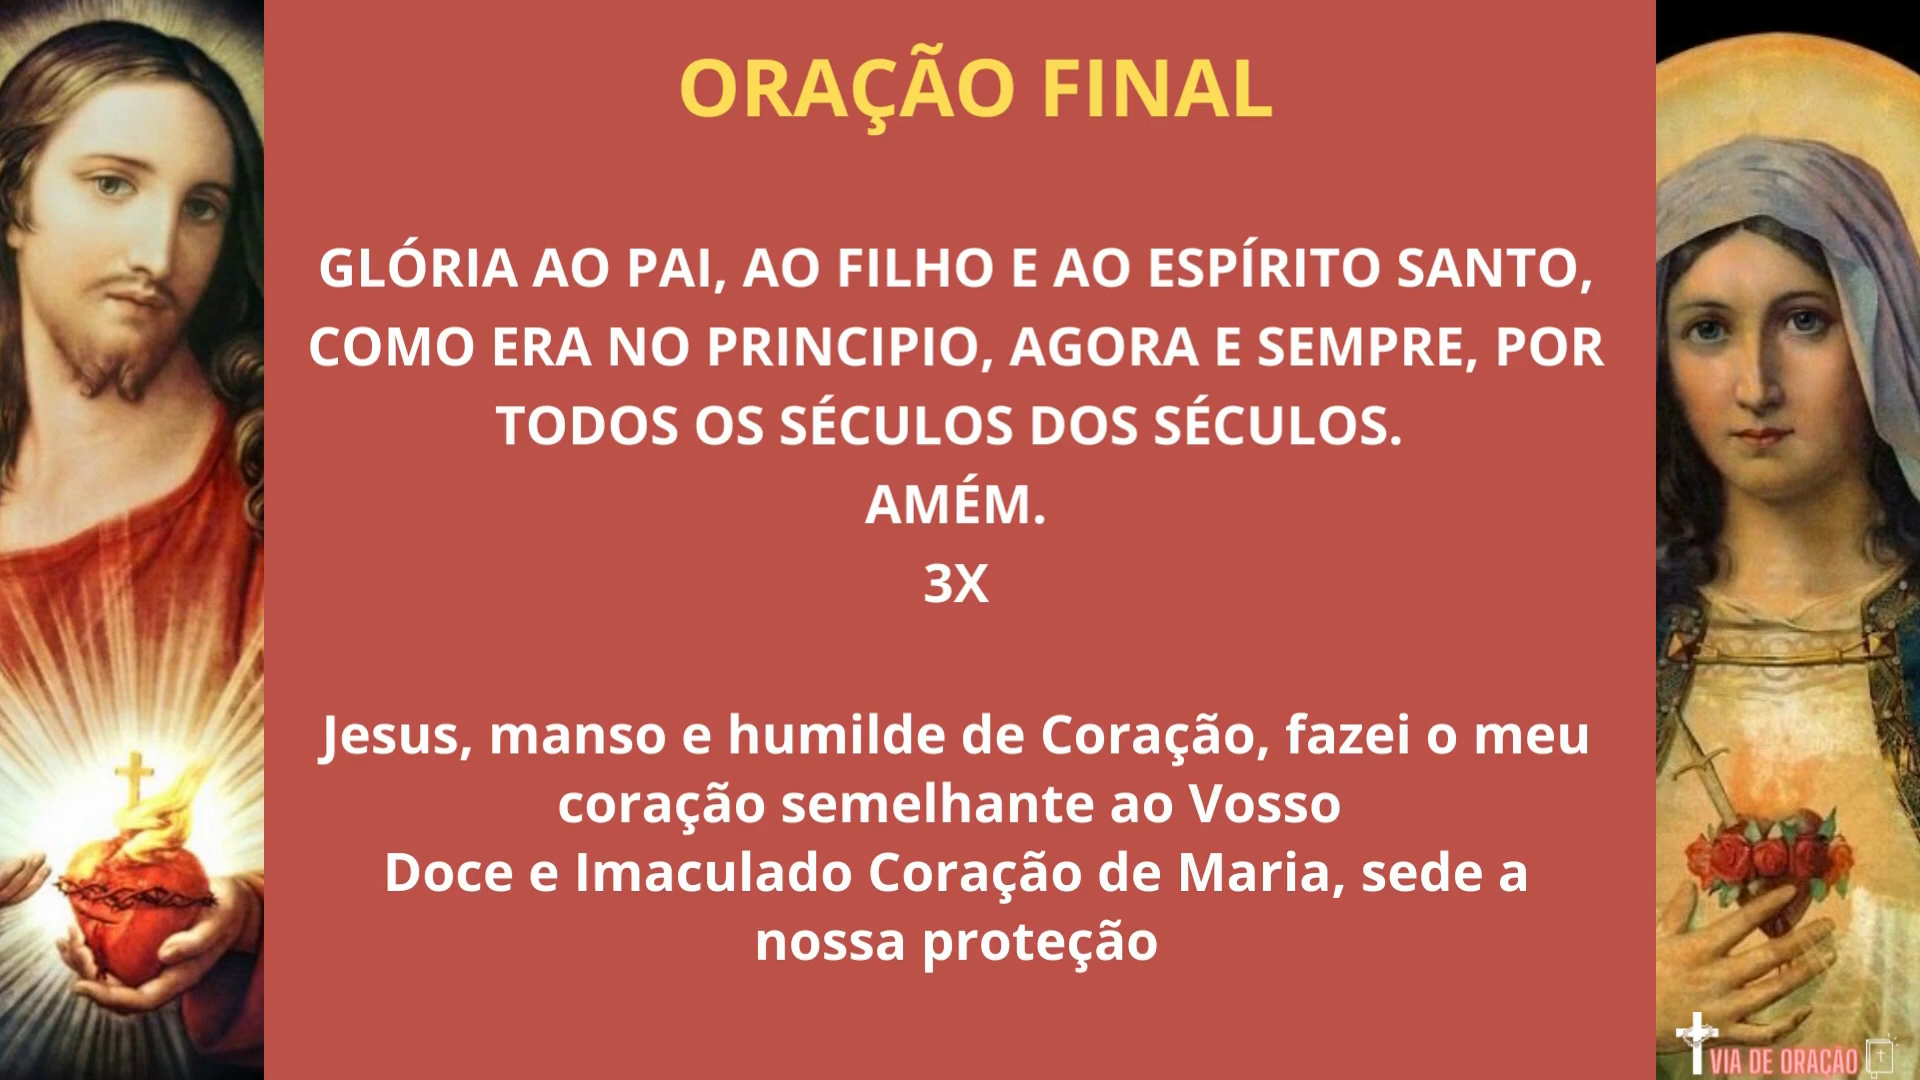 ORAÇÃO FINAL
GLÓRIA AO PAI, AO FILHO E AO ESPÍRITO SANTO,
COMO ERA NO PRINCIPIO, AGORA E SEMPRE, POR
TODOS OS SÉCULOS DOS SÉCULOS.
AMÉM.
3X
Jesus, manso e humilde de Coração, fazei o meu
coração semelhante ao Vosso
Doce e Imaculado Coração de Maria, sede a
nossa proteção
VIA DE ORAÇÃO